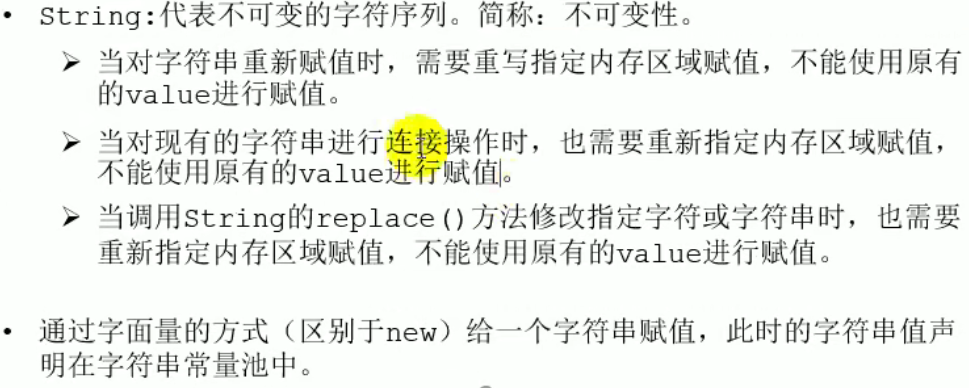 • String:代表不可变的字符序列。简称：不可变性。
➢ 当对字符串重新赋值时，需要重写指定内存区域赋值，不能使用原有
的value进行赋值。
➢ 当对现有的字符串进行连接操作时，也需要重新指定内存区域赋值，
不能使用原有的value进行赋值。
➢ 当调用String的replace()方法修改指定字符或字符串时，也需要
重新指定内存区域赋值，不能使用原有的value进行赋值。
• 通过字面量的方式（区别于new）给一个字符串赋值，此时的字符串值声
明在字符串常量池中。